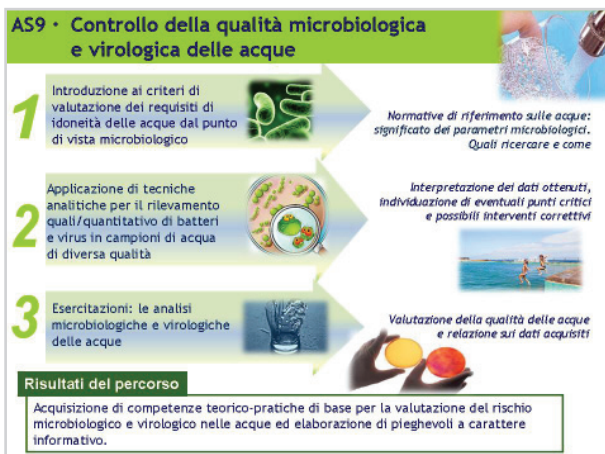 AS9 · Controllo della qualità microbiologica
e virologica delle acque
1
Introduzione ai criteri di
valutazione dei requisiti di
idoneità delle acque dal punto
di vista microbiologico
Normative di riferimento sulle acque:
significato dei parametri microbiologici.
Quali ricercare e come
2
Applicazione di tecniche
analitiche per il rilevamento
quali/quantitativo di batteri
e virus in campioni di acqua
di diversa qualità
Interpretazione dei dati ottenuti,
individuazione di eventuali punti critici
e possibili interventi correttivi
3
Esercitazioni: le analisi
microbiologiche e virologiche
delle acque
Valutazione della qualità delle acque
e relazione sui dati acquisiti
Risultati del percorso
Acquisizione di competenze teorico-pratiche di base per la valutazione del rischio
microbiologico e virologico nelle acque ed elaborazione di pieghevoli a carattere
informativo.